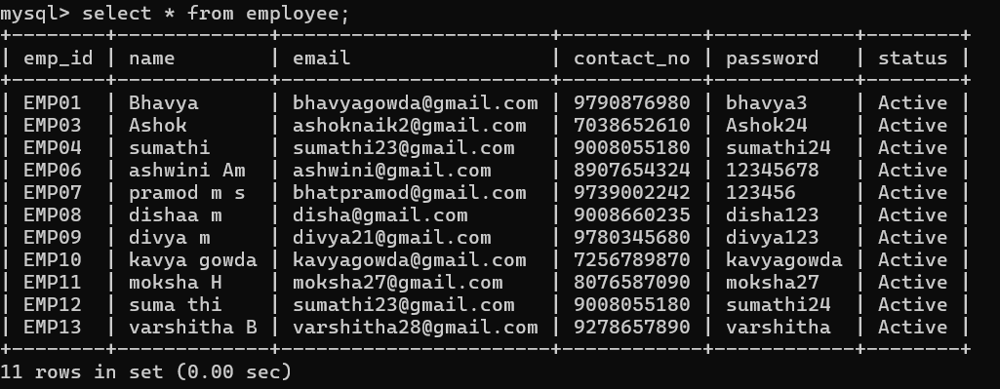 mysql> select * from employee;
+--------+-------------+-----------------------+------------+------------+--------+
| emp_id | name        | email                 | contact_no | password   | status |
+--------+-------------+-----------------------+------------+------------+--------+
| EMP01  | Bhavya      | bhavyagowda@gmail.com | 9790876980 | bhavya3    | Active |
| EMP03  | Ashok       | ashoknaik2@gmail.com  | 7038652610 | Ashok24    | Active |
| EMP04  | sumathi     | sumathi23@gmail.com   | 9008055180 | sumathi24  | Active |
| EMP06  | ashwini Am  | ashwini@gmail.com     | 8907654324 | 12345678   | Active |
| EMP07  | pramod m s  | bhatpramod@gmail.com  | 9739002242 | 123456     | Active |
| EMP08  | dishaa m    | disha@gmail.com       | 9008660235 | disha123   | Active |
| EMP09  | divya m     | divya21@gmail.com     | 9780345680 | divya123   | Active |
| EMP10  | kavya gowda | kavyagowda@gmail.com  | 7256789870 | kavyagowda | Active |
| EMP11  | moksha H    | moksha27@gmail.com    | 8076587090 | moksha27   | Active |
| EMP12  | suma thi    | sumathi23@gmail.com   | 9008055180 | sumathi24  | Active |
| EMP13  | varshitha B | varshitha28@gmail.com | 9278657890 | varshitha  | Active |
+--------+-------------+-----------------------+------------+------------+--------+
11 rows in set (0.00 sec)